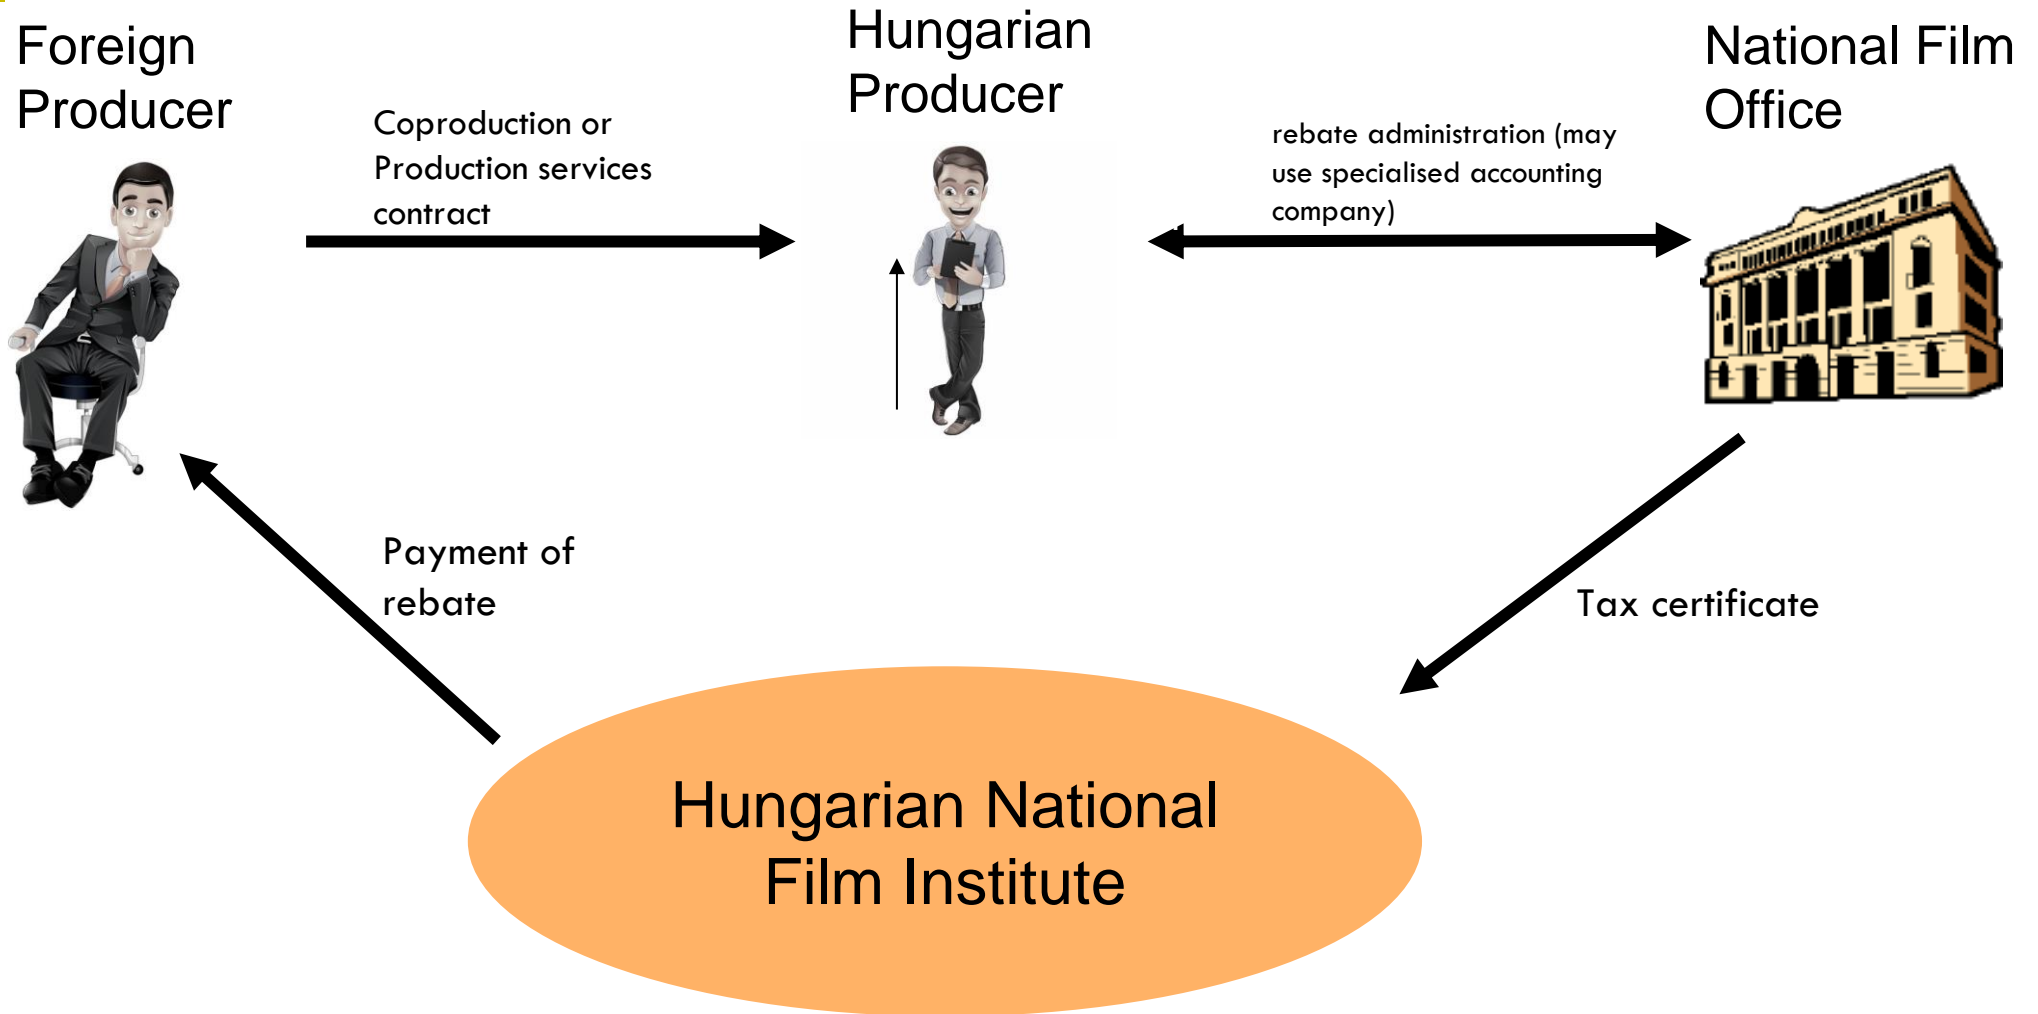 Foreign
Producer
Hungarian
Producer
National Film
Office
Coproduction or
Production services
contract
rebate administration (may
use specialised accounting
company)
Payment of
rebate
Tax certificate
Hungarian National
Film Institute